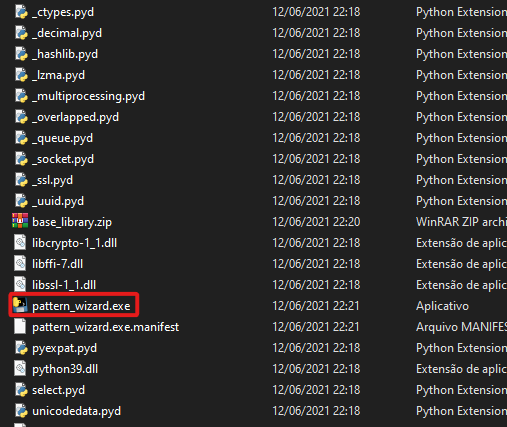 _ctypes.pyd 12/06/2021 22:18 Python Extension
_decimal.pyd 12/06/2021 22:18 Python Extension
_hashlib.pyd 12/06/2021 22:18 Python Extension
_lzma.pyd 12/06/2021 22:18 Python Extension
_multiprocessing.pyd 12/06/2021 22:18 Python Extension
_overlapped.pyd 12/06/2021 22:18 Python Extension
_queue.pyd 12/06/2021 22:18 Python Extension
_socket.pyd 12/06/2021 22:18 Python Extension
_ssl.pyd 12/06/2021 22:18 Python Extension
_uuid.pyd 12/06/2021 22:18 Python Extension
base_library.zip 12/06/2021 22:20 WinRAR ZIP archi
libcrypto-1_1.dll 12/06/2021 22:18 Extensão de aplic
libffi-7.dll 12/06/2021 22:18 Extensão de aplic
libssl-1_1.dll 12/06/2021 22:18 Extensão de aplic
pattern_wizard.exe 12/06/2021 22:21 Aplicativo
pattern_wizard.exe.manifest 12/06/2021 22:21 Arquivo MANIFES
pyexpat.pyd 12/06/2021 22:18 Python Extension
python39.dll 12/06/2021 22:18 Extensão de aplic
select.pyd 12/06/2021 22:18 Python Extension
unicodedata.pyd 12/06/2021 22:18 Python Extension